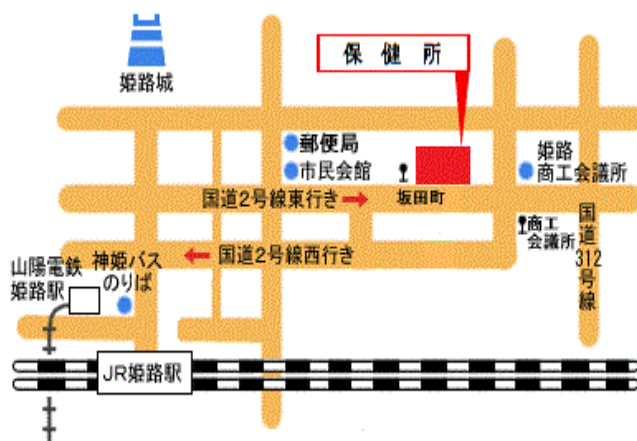 保健所
姫路城
郵便局
市民会館
姫路
商工会議所
国道2号線東行き
坂田町
商工
会議所
国道312号線
国道2号線西行き
山陽電鉄
姫路駅
神姫バス
のりば
JR姫路駅